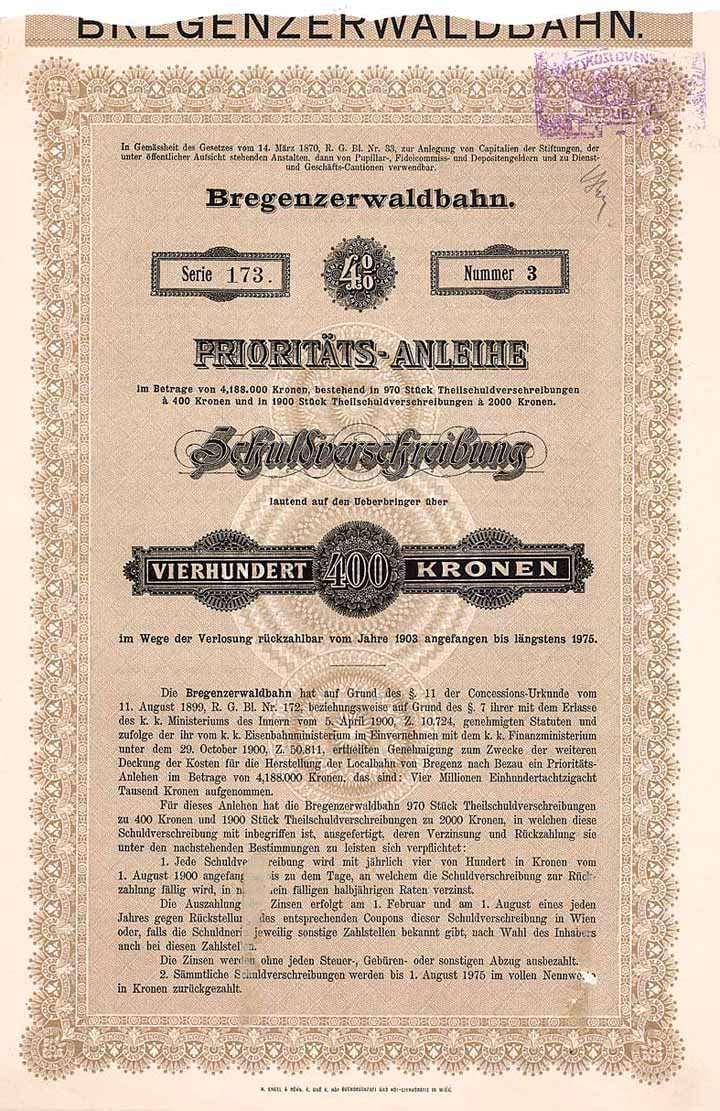 BREGENZERWALDBAHN.
REPUBLIK
In Gemässheit des Gesetzes vom 14. März 1870, R. G. Bl. Nr. 33, zur Anlegung von Capitalien der Stiftungen, der
unter öffentlicher Aufsicht stehenden Anstalten, dann von Pupillar-, Fideicommiss- und Depositengeldern und zu Dienst-
und Geschäfts-Cautionen verwendbar.
Bregenzerwaldbahn.
Serie 173.
4%
Nummer 3
PRIORITÄTS-ANLEIHE
im Betrage von 4,188.000 Kronen, bestehend in 970 Stück Theilschuldverschreibungen
à 400 Kronen und in 1900 Stück Theilschuldverschreibungen à 2000 Kronen.
Schuldverschreibung
lautend auf den Ueberbringer über
VIERHUNDERT 400 KRONEN
im Wege der Verlosung rückzahlbar vom Jahre 1903 angefangen bis längstens 1975.
Die Bregenzerwaldbahn hat auf Grund des §. 11 der Concessions-Urkunde vom
11. August 1899, R. G. Bl. Nr. 172, beziehungsweise auf Grund des §. 7 ihrer mit dem Erlasse
des k. k. Ministeriums des Innern vom 5. April 1900, Z. 10.724, genehmigten Statuten und
zufolge der ihr vom k. k. Eisenbahnministerium im Einvernehmen mit dem k. k. Finanzministerium
unter dem 29. October 1900, Z. 50.811, ertheilten Genehmigung zum Zwecke der weiteren
Deckung der Kosten für die Herstellung der Localbahn von Bregenz nach Bezau ein Prioritäts-
Anlehen im Betrage von 4,188.000 Kronen, das sind: Vier Millionen Einhundertachtzigacht
Tausend Kronen aufgenommen.
Für dieses Anlehen hat die Bregenzerwaldbahn 970 Stück Theilschuldverschreibungen
zu 400 Kronen und 1900 Stück Theilschuldverschreibungen zu 2000 Kronen, in welchen diese
Schuldverschreibung mit inbegriffen ist, ausgefertigt, deren Verzinsung und Rückzahlung sie
unter den nachstehenden Bestimmungen zu leisten sich verpflichtet:
1. Jede Schuldve reibung wird mit jährlich vier von Hundert in Kronen vom
1. August 1900 angefang is zu dem Tage, an welchem die Schuldverschreibung zur Rück-
zahlung fällig wird, in n ein fälligen halbjährigen Raten verzinst.
Die Auszahlung Zinsen erfolgt am 1. Februar und am 1. August eines jeden
Jahres gegen Rückstellu des entsprechenden Coupons dieser Schuldverschreibung in Wien
oder, falls die Schuldneri jeweilig sonstige Zahlstellen bekannt gibt, nach Wahl des Inhabers
auch bei diesen Zahlstellen.
Die Zinsen werden ohne jeden Steuer-, Gebüren- oder sonstigen Abzug ausbezahlt.
2. Sämmtliche Schuldverschreibungen werden bis 1. August 1975 im vollen Nennwe
in Kronen zurückgezahlt.